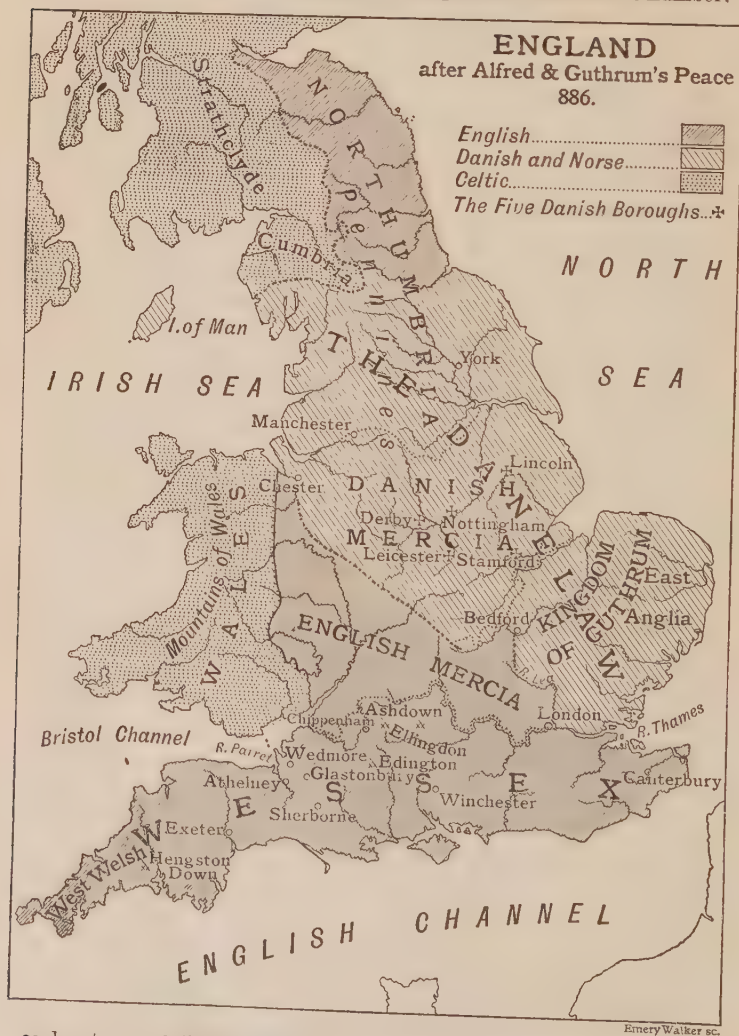 ENGLAND
after Alfred & Guthrum's Peace
886.
English
Danish and Norse
Celtic
The Five Danish Boroughs
Strathclyde
NORTHUMBRIA
Pennines
Cumbria
NORTH
SEA
I. of Man
IRISH SEA
THE DANELAW
York
Manchester
Lincoln
Chester
DANISH
MERCIA
Derby
Nottingham
Leicester
Stamford
Mountains of Wales
WALES
KINGDOM
OF GUTHRUM
East
Anglia
Bedford
R. Lea
ENGLISH MERCIA
London
R. Thames
Bristol Channel
Chippenham
Ashdown
Ellingdon
R. Parret
Wedmore
Edington
Glastonbury
Athelney
Canterbury
WESSEX
Winchester
Sherborne
Exeter
Hengston
Down
West Welsh
ENGLISH CHANNEL
Emery Walker sc.